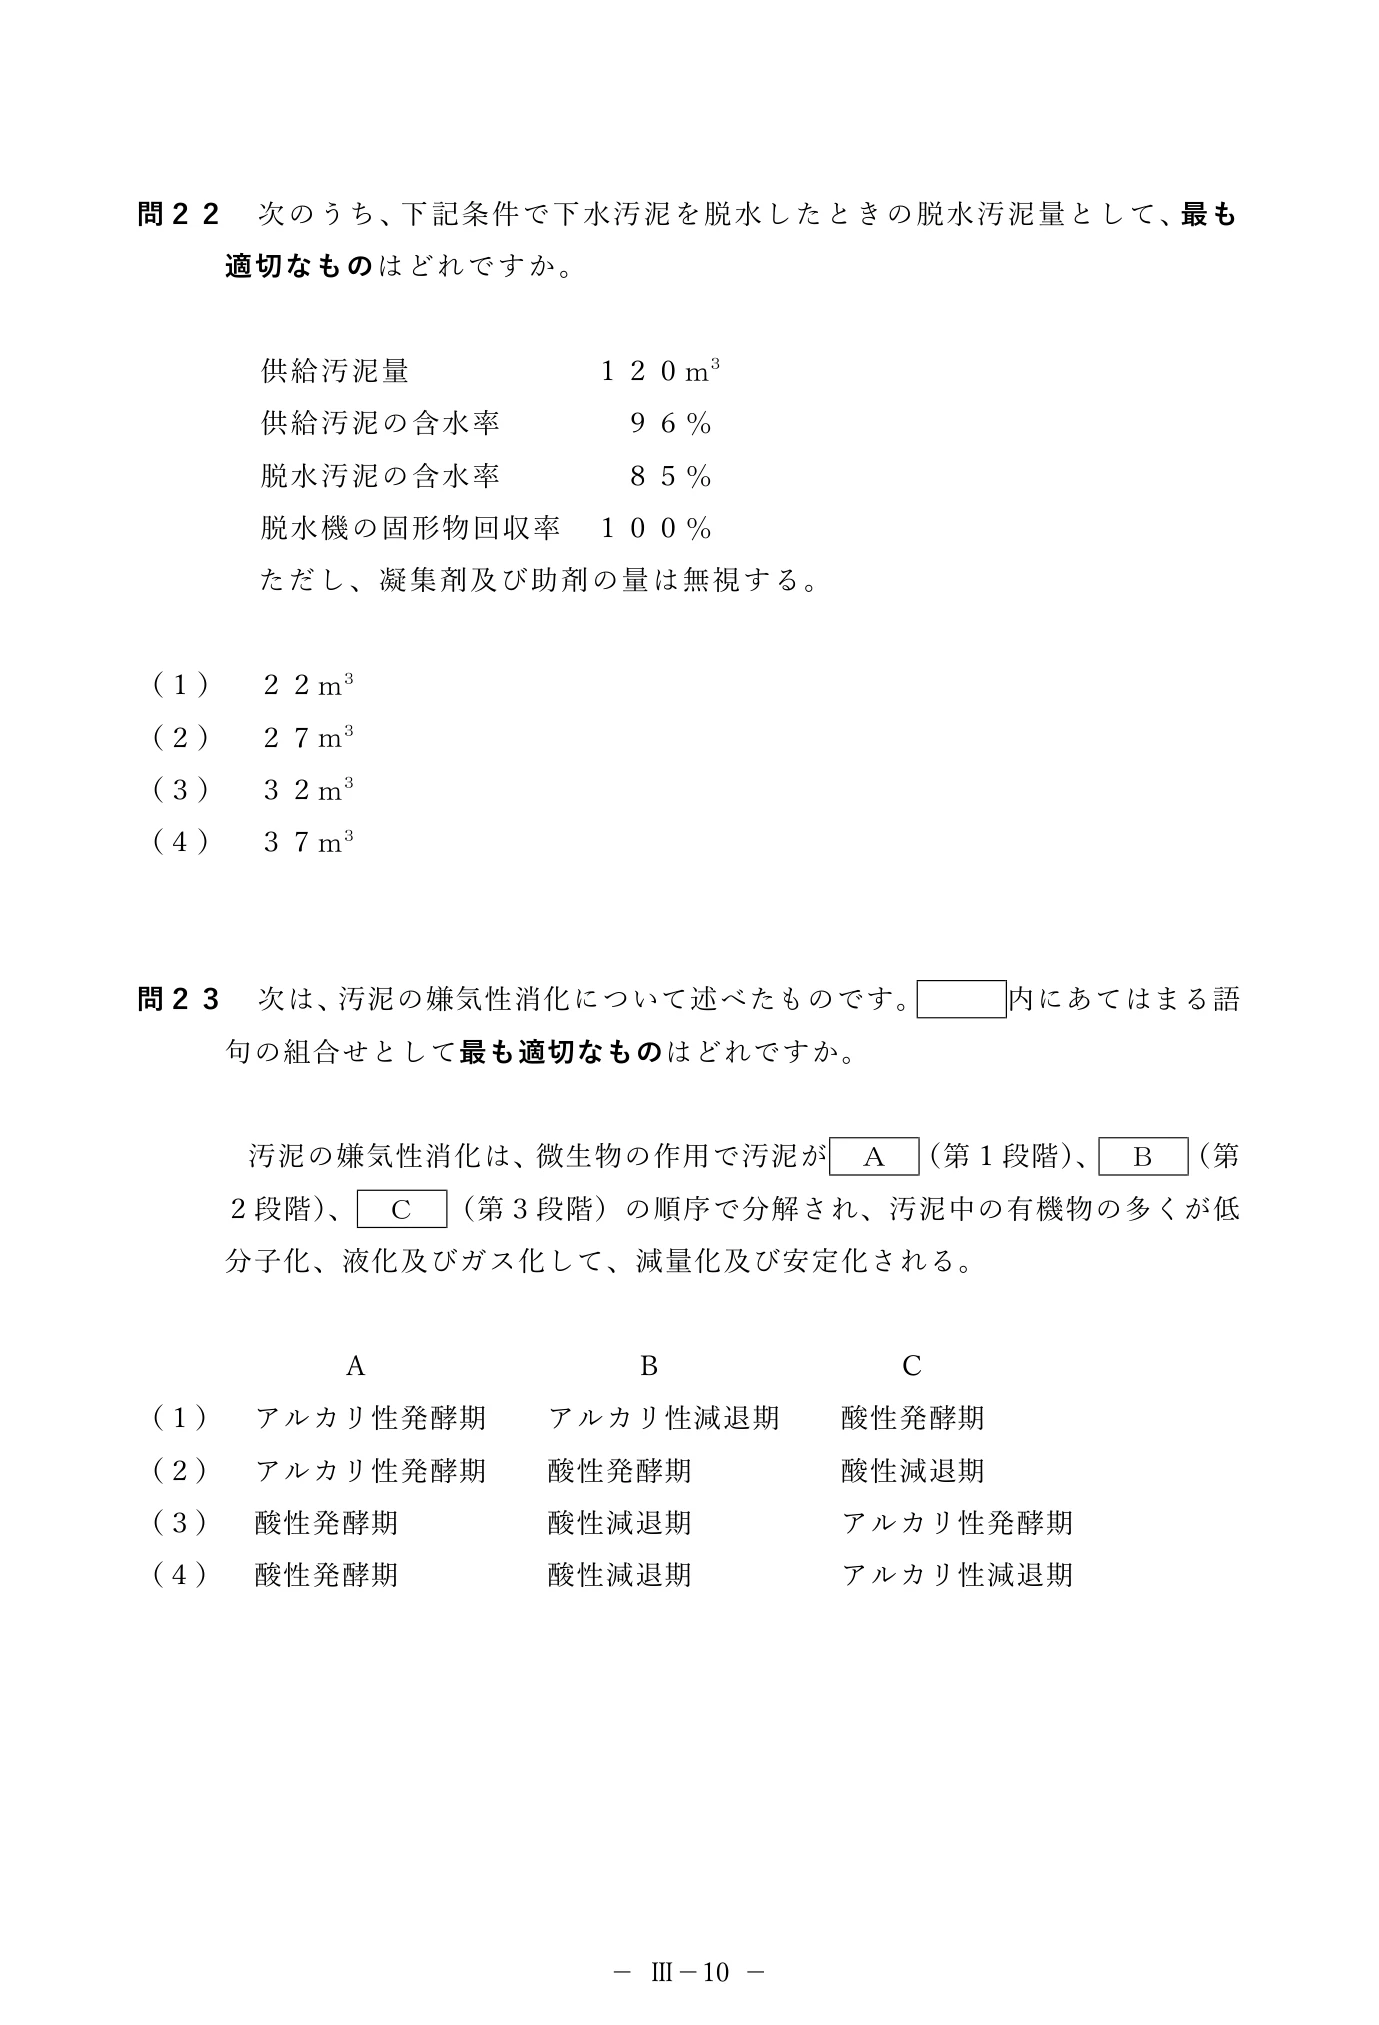 問２２　次のうち、下記条件で下水汚泥を脱水したときの脱水汚泥量として、最も
適切なものはどれですか。
供給汚泥量　１２０m³
供給汚泥の含水率　９６％
脱水汚泥の含水率　８５％
脱水機の固形物回収率　１００％
ただし、凝集剤及び助剤の量は無視する。
（１）　２２m³
（２）　２７m³
（３）　３２m³
（４）　３７m³
問２３　次は、汚泥の嫌気性消化について述べたものです。　　　内にあてはまる語
句の組合せとして最も適切なものはどれですか。
汚泥の嫌気性消化は、微生物の作用で汚泥が　A　（第１段階）、　B　（第
２段階）、　C　（第３段階）の順序で分解され、汚泥中の有機物の多くが低
分子化、液化及びガス化して、減量化及び安定化される。
A　B　C
（１）　アルカリ性発酵期　アルカリ性減退期　酸性発酵期
（２）　アルカリ性発酵期　酸性発酵期　酸性減退期
（３）　酸性発酵期　酸性減退期　アルカリ性発酵期
（４）　酸性発酵期　酸性減退期　アルカリ性減退期
－ Ⅲ－10 －